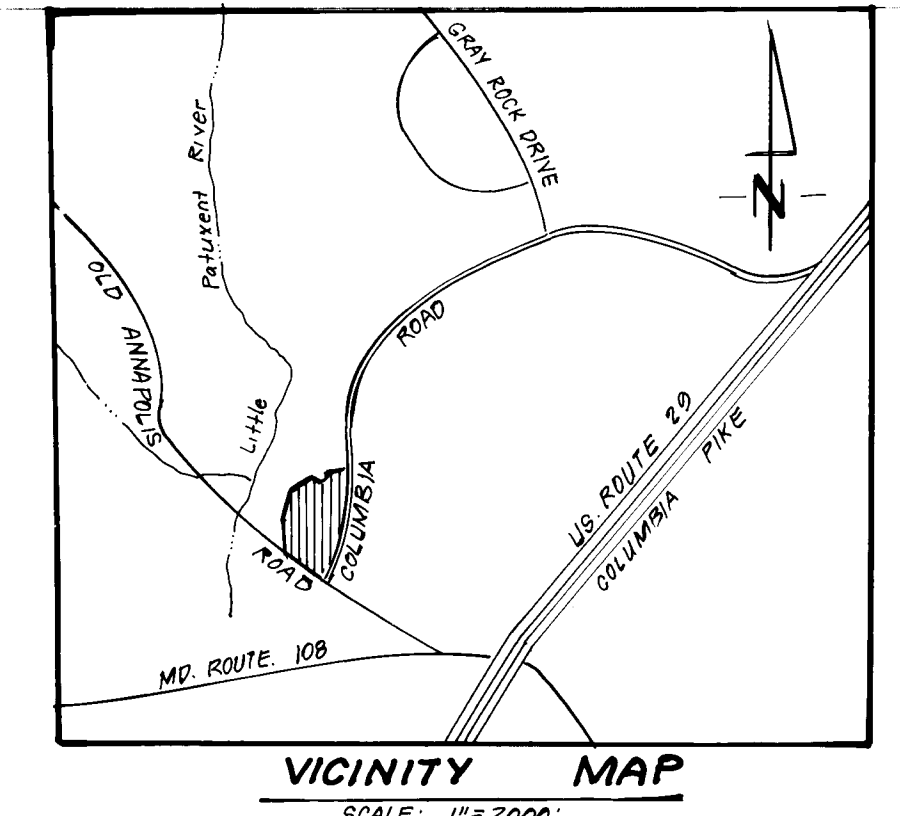 GRAY ROCK DRIVE
Little Patuxent River
N
OLD ANNAPOLIS ROAD
COLUMBIA ROAD
US. ROUTE 29
COLUMBIA PIKE
MD. ROUTE. 108
VICINITY MAP
SCALE: 1"=2000'